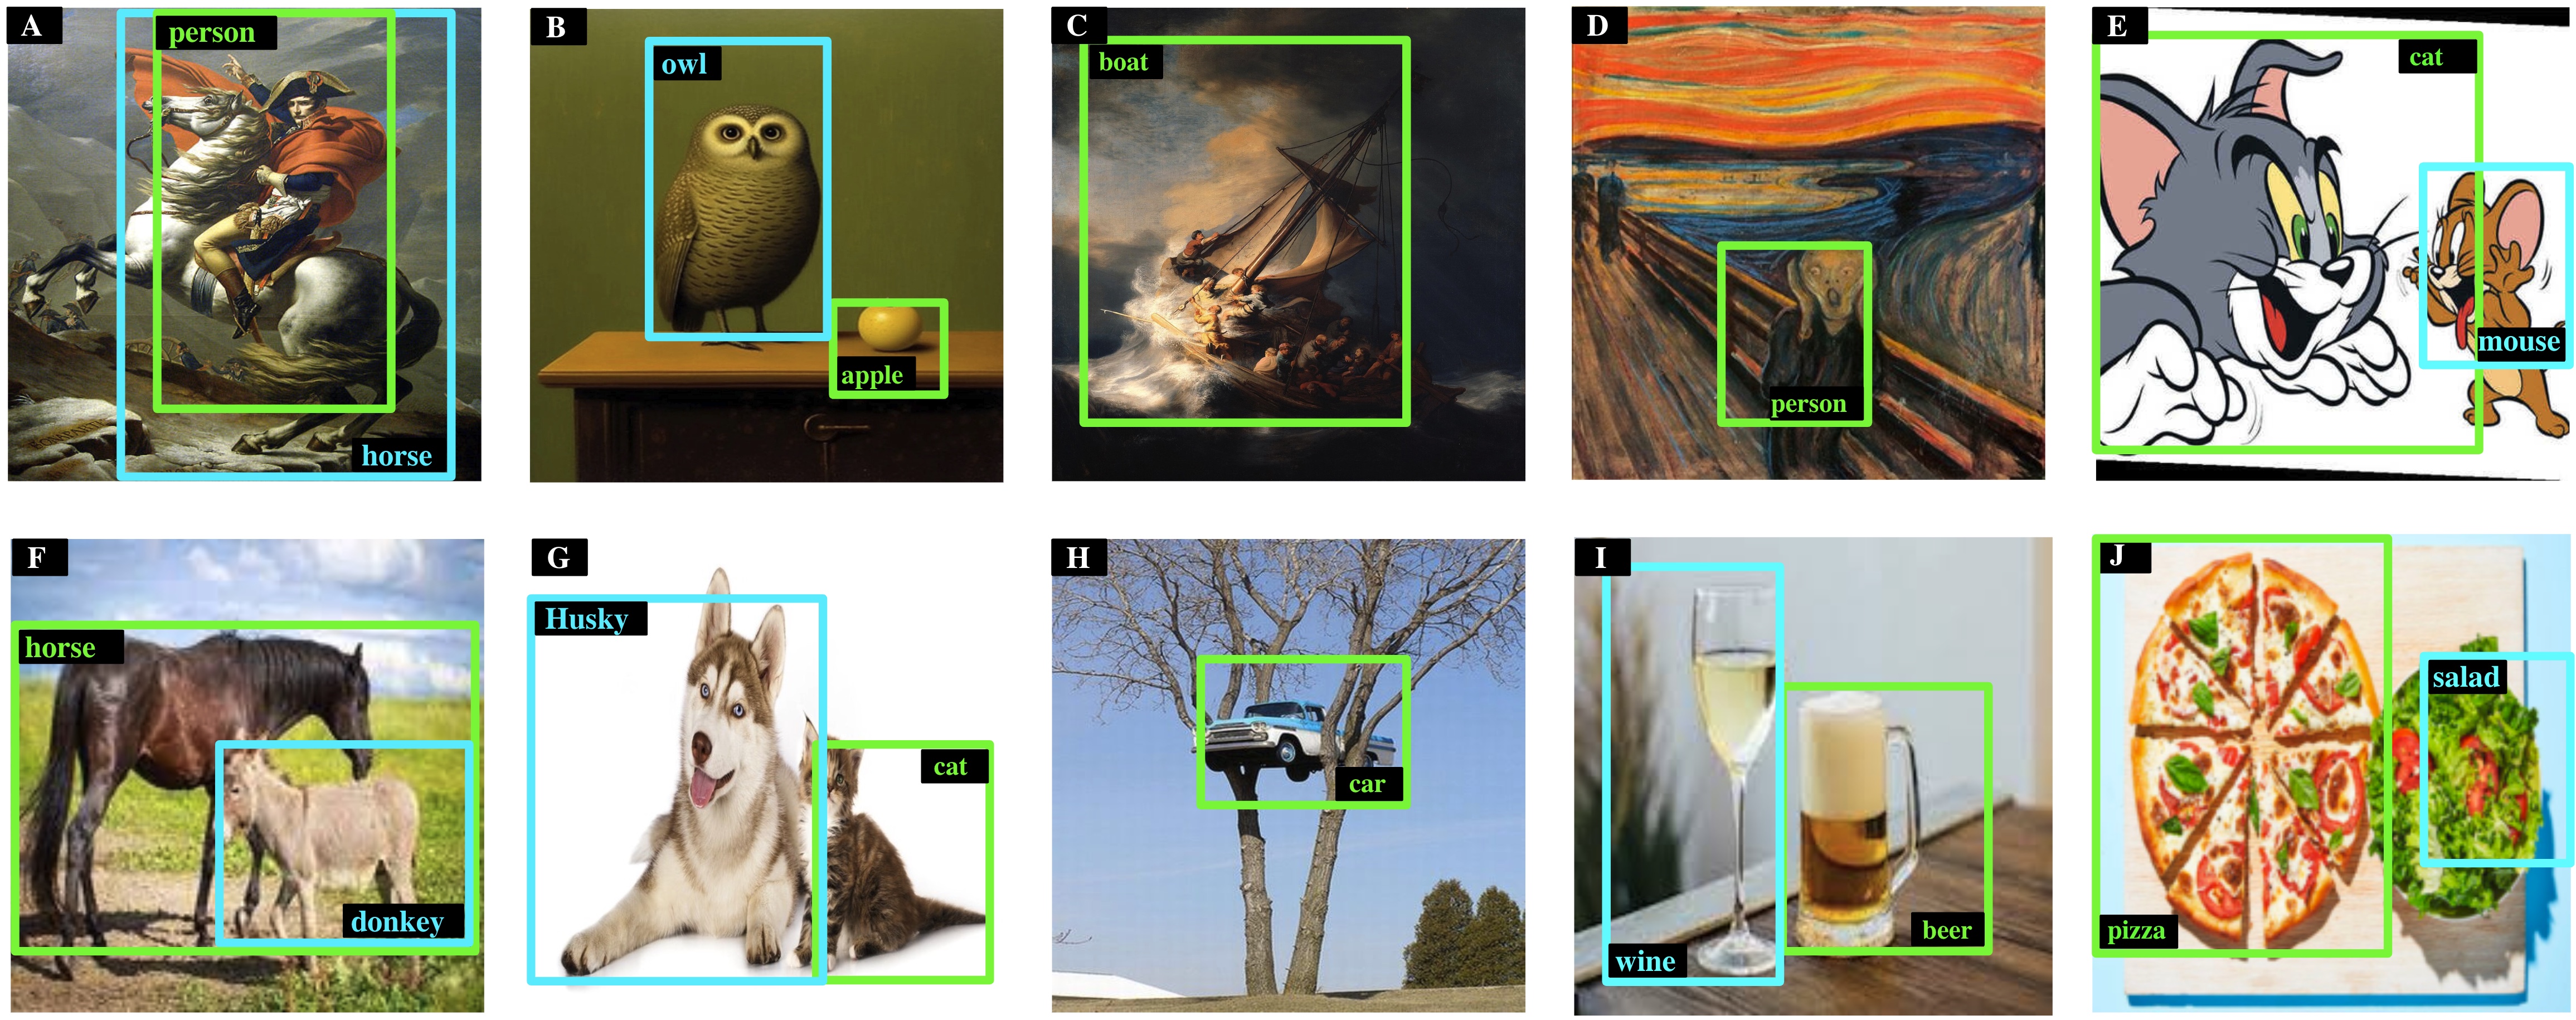 A
person
horse
B
owl
apple
C
boat
D
person
E
cat
mouse
F
horse
donkey
G
Husky
cat
H
car
I
wine
beer
J
pizza
salad